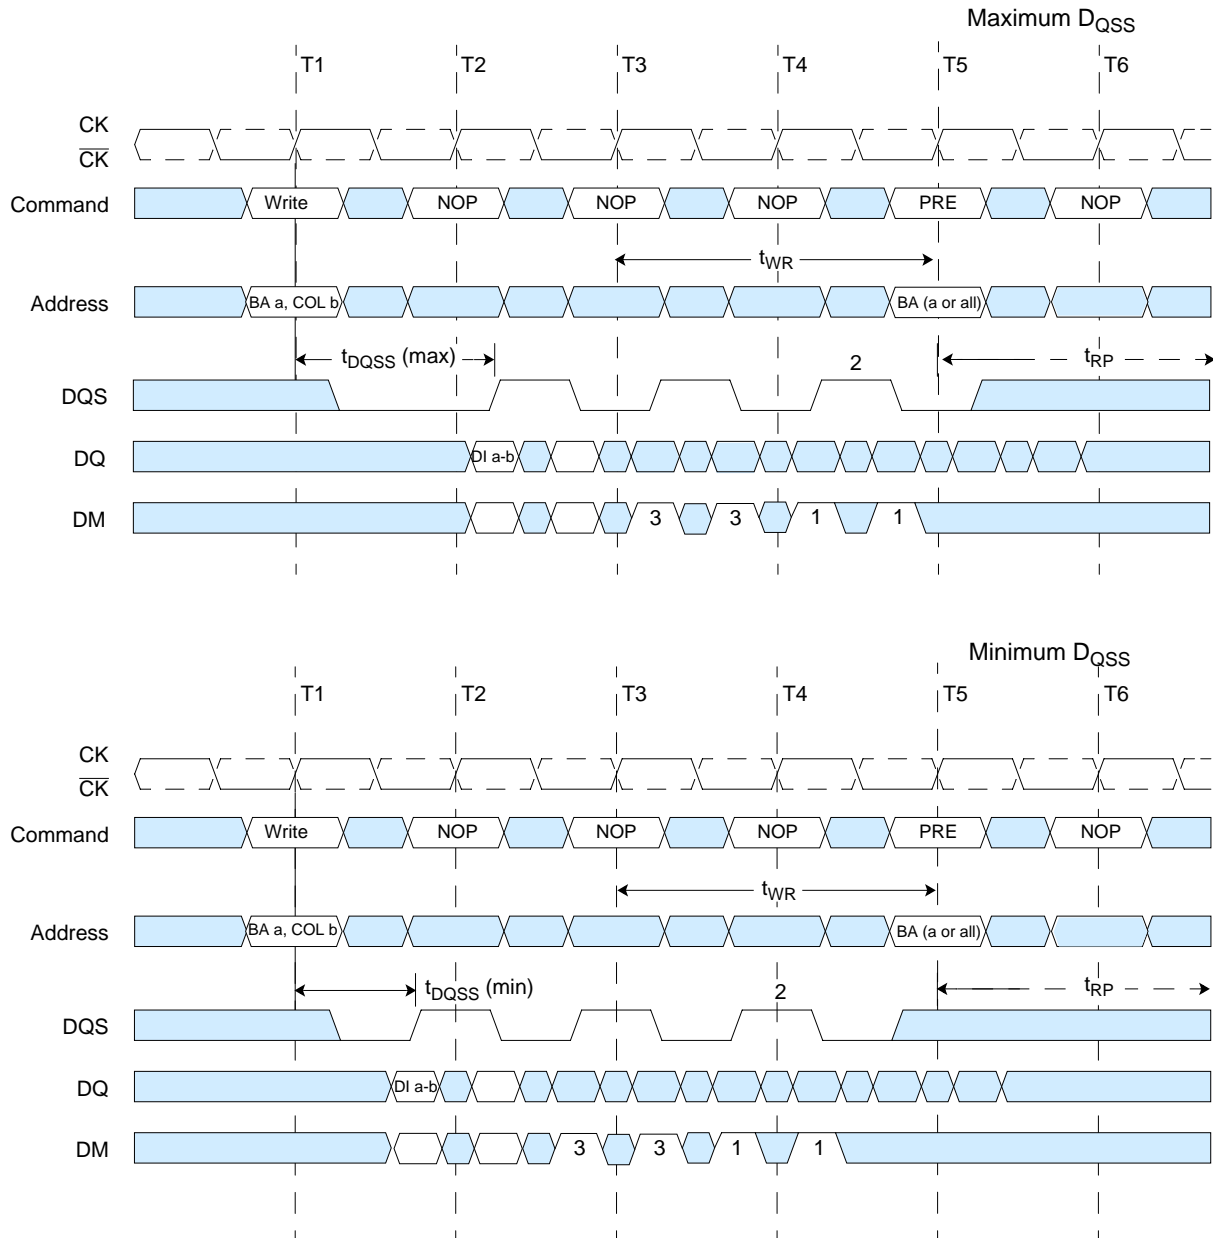 Maximum DQSS
T1 T2 T3 T4 T5 T6
CK
CK
Command Write NOP NOP NOP PRE NOP
tWR
Address BA a, COL b BA (a or all)
tDQSS (max) 2 tRP
DQS
DQ DI a-b
DM 3 3 1 1
Minimum DQSS
T1 T2 T3 T4 T5 T6
CK
CK
Command Write NOP NOP NOP PRE NOP
tWR
Address BA a, COL b BA (a or all)
tDQSS (min) 2 tRP
DQS
DQ DI a-b
DM 3 3 1 1